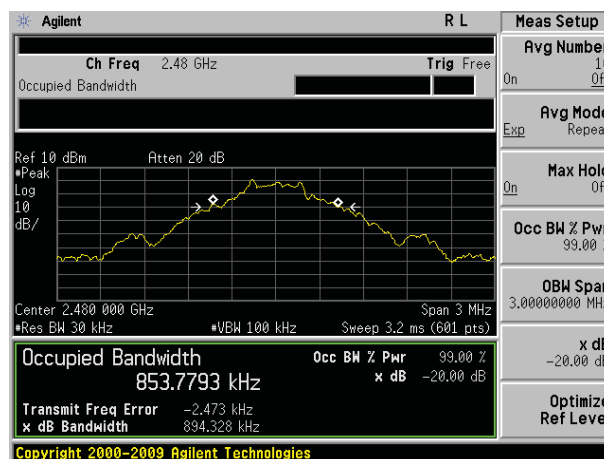 Agilent R L
Ch Freq 2.48 GHz Trig Free
Occupied Bandwidth
Ref 10 dBm Atten 20 dB
#Peak
Log
10
dB/
Center 2.480 000 GHz Span 3 MHz
#Res BW 30 kHz #VBW 100 kHz Sweep 3.2 ms (601 pts)
Occupied Bandwidth Occ BW % Pwr 99.00 %
853.7793 kHz x dB -20.00 dB
Transmit Freq Error -2.473 kHz
x dB Bandwidth 894.328 kHz
Copyright 2000-2009 Agilent Technologies
Meas Setup
Avg Number
On Of
Avg Mode
Exp Repea
Max Hold
On Of
Occ BW % Pwr
99.00
OBW Span
3.00000000 MH
x dB
-20.00 dB
Optimize
Ref Level